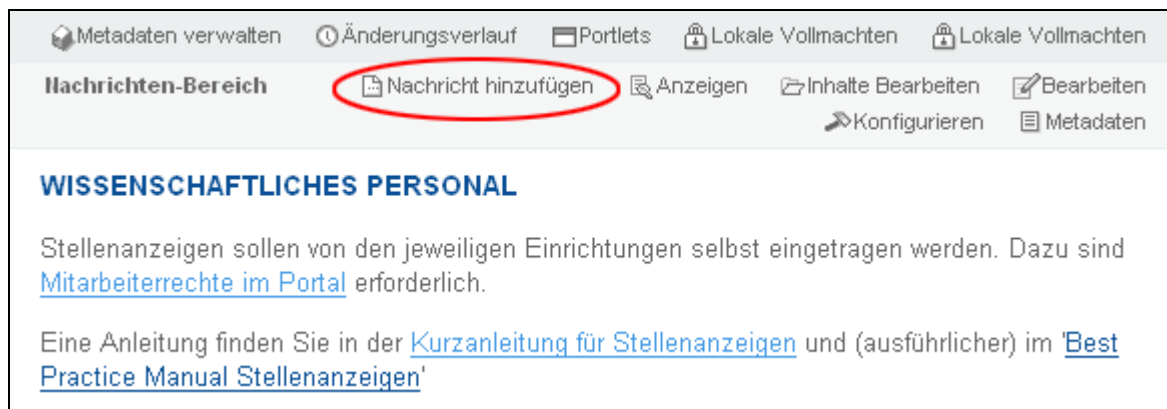 Metadaten verwalten Änderungsverlauf Portlets Lokale Vollmachten Lokale Vollmachten
Nachrichten-Bereich Nachricht hinzufügen Anzeigen Inhalte Bearbeiten Bearbeiten
Konfigurieren Metadaten
WISSENSCHAFTLICHES PERSONAL
Stellenanzeigen sollen von den jeweiligen Einrichtungen selbst eingetragen werden. Dazu sind
Mitarbeiterrechte im Portal erforderlich.
Eine Anleitung finden Sie in der Kurzanleitung für Stellenanzeigen und (ausführlicher) im 'Best
Practice Manual Stellenanzeigen'